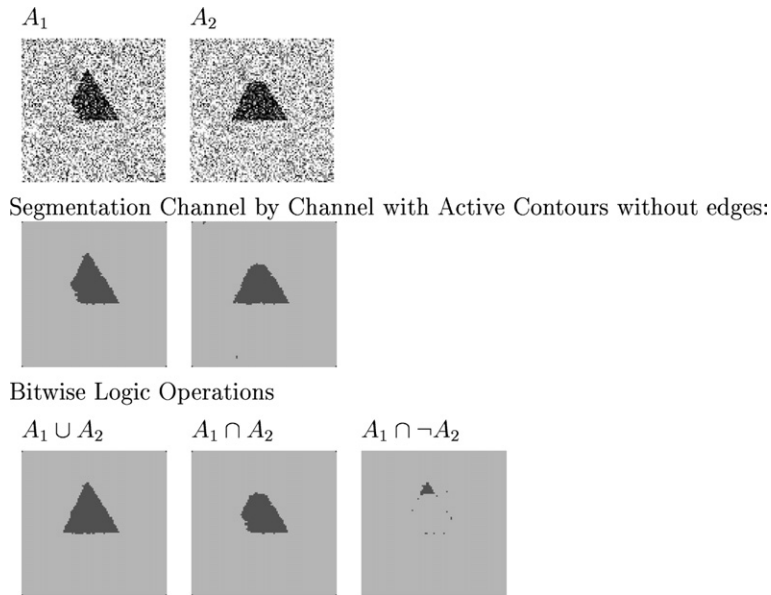 A₁ A₂
Segmentation Channel by Channel with Active Contours without edges:
Bitwise Logic Operations
A₁ ∪ A₂ A₁ ∩ A₂ A₁ ∩ ¬A₂